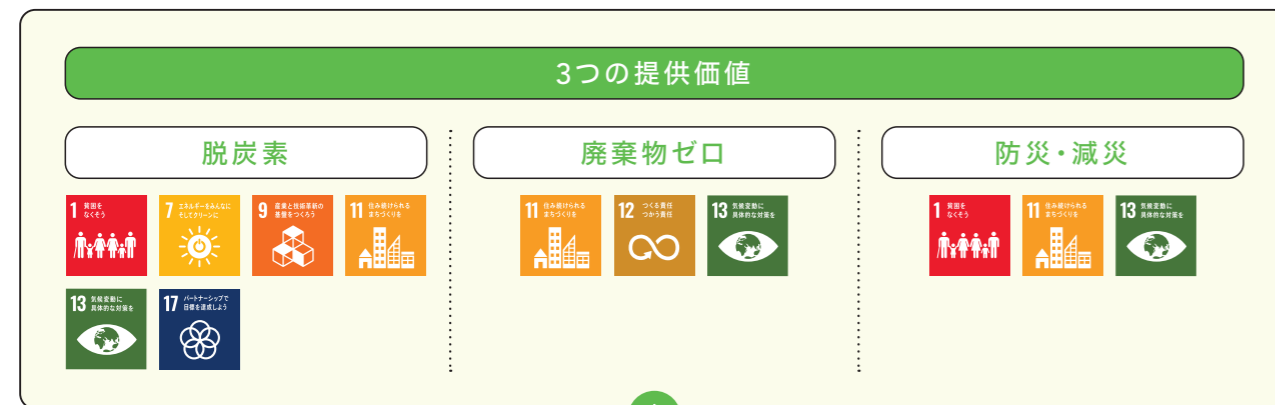 3つの提供価値
脱炭素
1 貧困を
なくそう
7 エネルギーをみんなに
そしてクリーンに
9 産業と技術革新の
基盤をつくろう
11 住み続けられる
まちづくりを
13 気候変動に
具体的な対策を
17 パートナーシップで
目標を達成しよう
廃棄物ゼロ
11 住み続けられる
まちづくりを
12 つくる責任
つかう責任
13 気候変動に
具体的な対策を
防災・減災
1 貧困を
なくそう
11 住み続けられる
まちづくりを
13 気候変動に
具体的な対策を